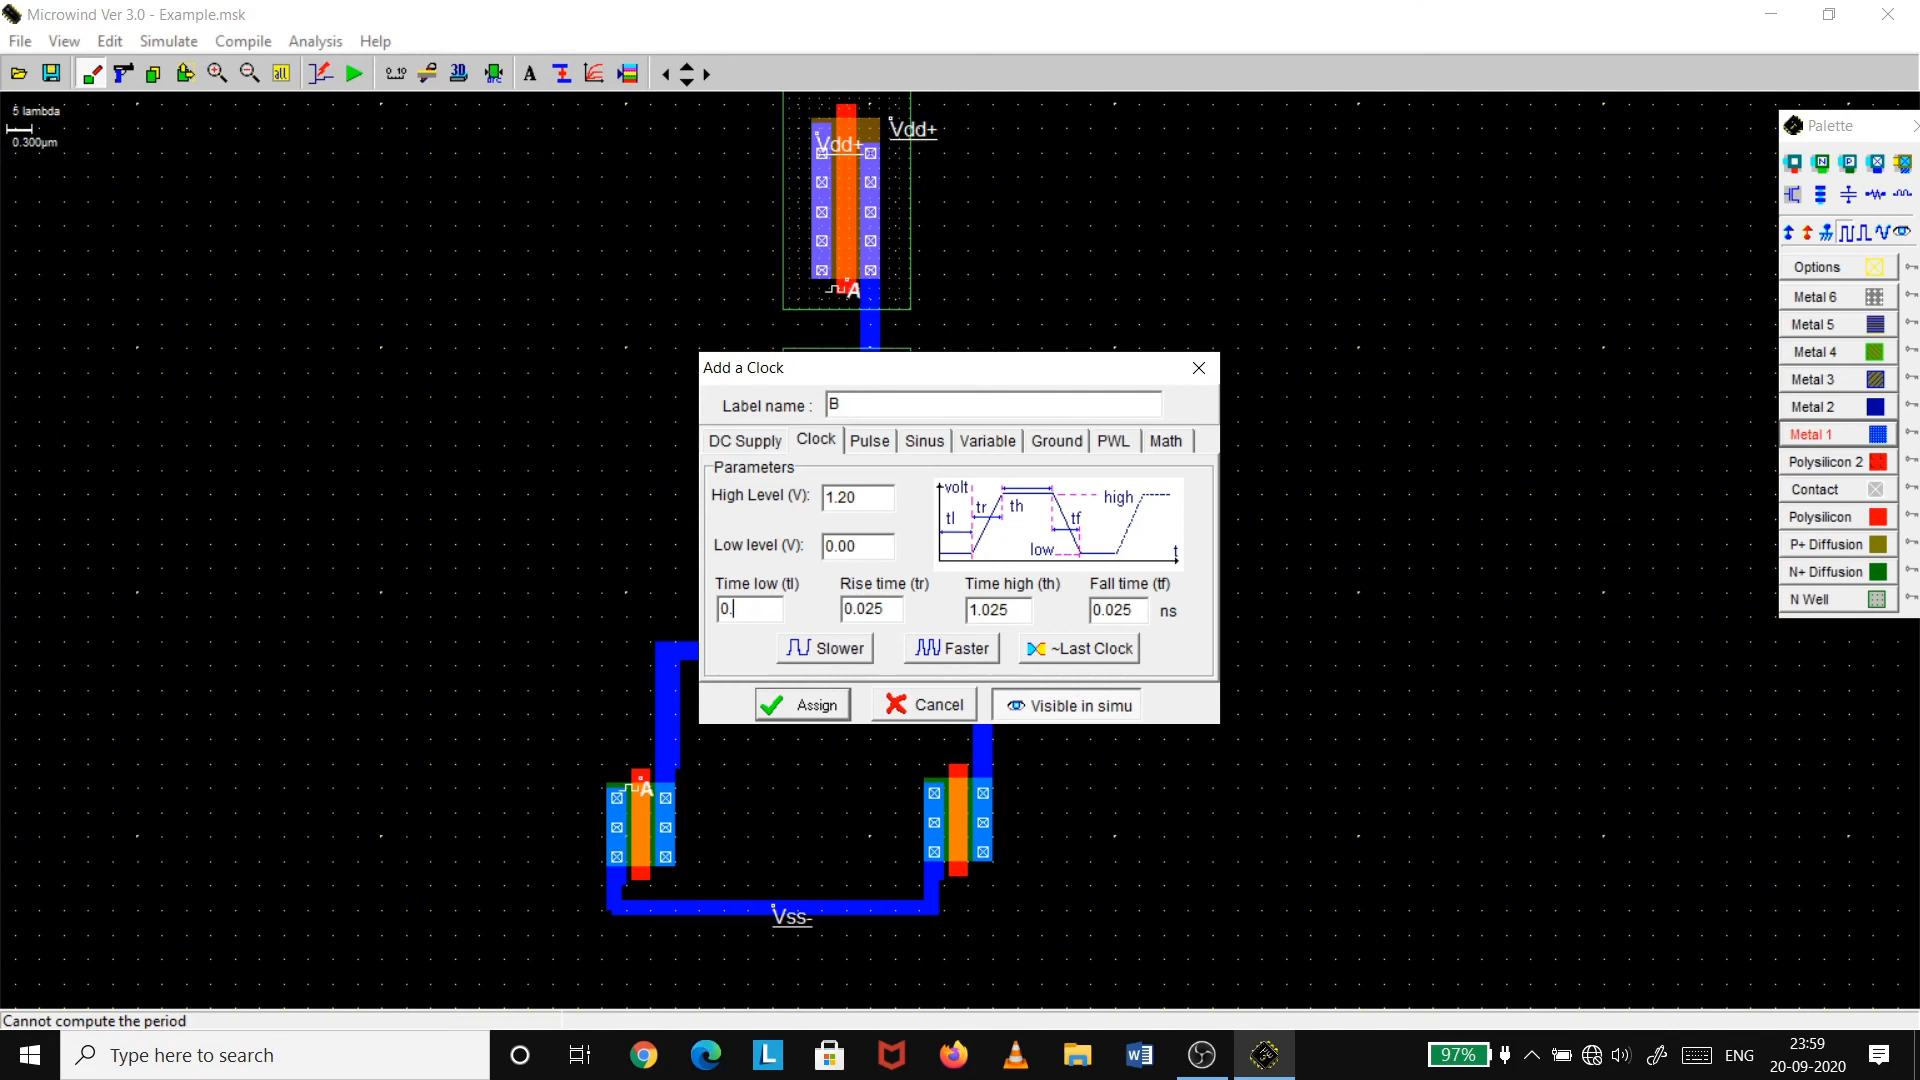 Microwind Ver 3.0 - Example.msk
File View Edit Simulate Compile Analysis Help
5 lambda
0.300µm
Vdd+
Vdd+
A
Palette
Options
Metal 6
Metal 5
Metal 4
Metal 3
Metal 2
Metal 1
Polysilicon 2
Contact
Polysilicon
P+ Diffusion
N+ Diffusion
N Well
Add a Clock
Label name : B
DC Supply Clock Pulse Sinus Variable Ground PWL Math
Parameters
High Level (V): 1.20
Low level (V): 0.00
volt tl tr th tf high low t
Time low (tl) Rise time (tr) Time high (th) Fall time (tf)
0. 0.025 1.025 0.025 ns
Slower Faster ~Last Clock
Assign Cancel Visible in simu
A
Vss-
Cannot compute the period
Type here to search
97% ENG
23:59
20-09-2020